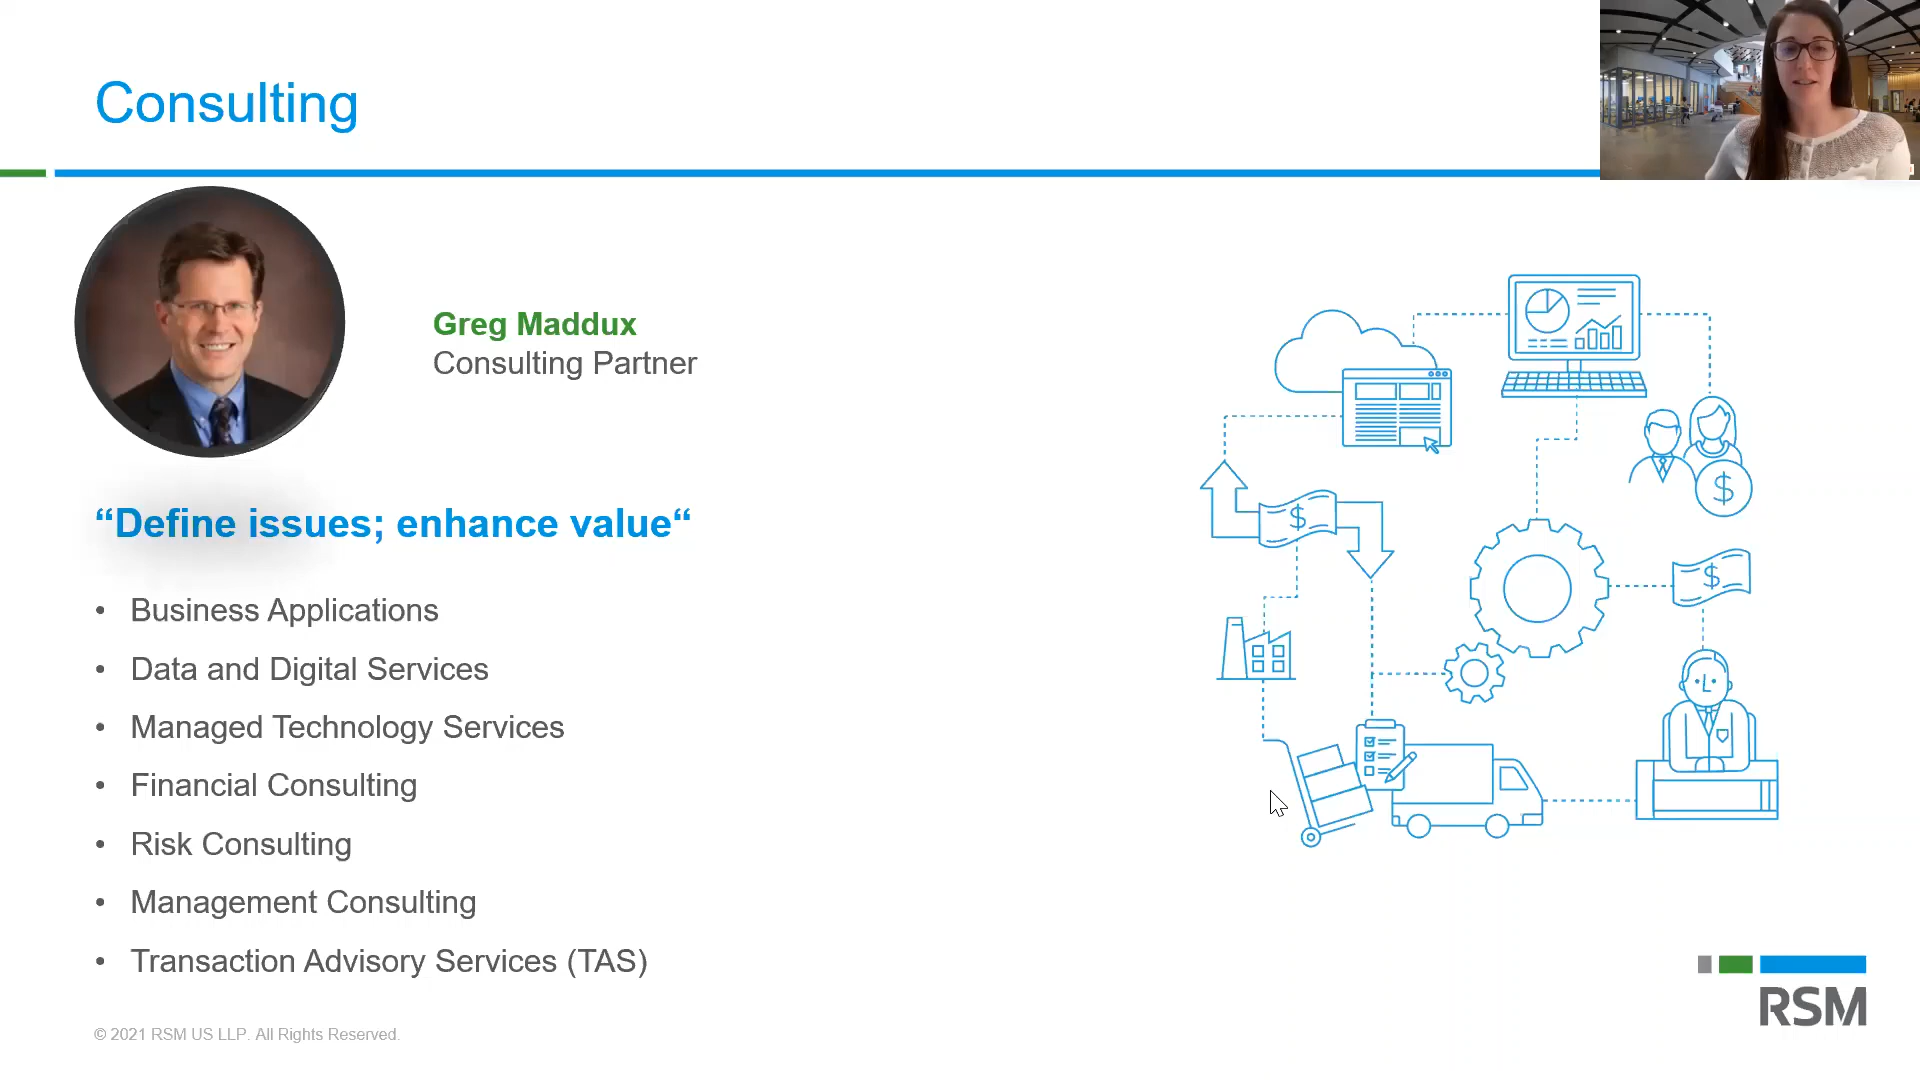 Consulting
Greg Maddux
Consulting Partner
“Define issues; enhance value“
• Business Applications
• Data and Digital Services
• Managed Technology Services
• Financial Consulting
• Risk Consulting
• Management Consulting
• Transaction Advisory Services (TAS)
$
$
$
© 2021 RSM US LLP. All Rights Reserved.
RSM